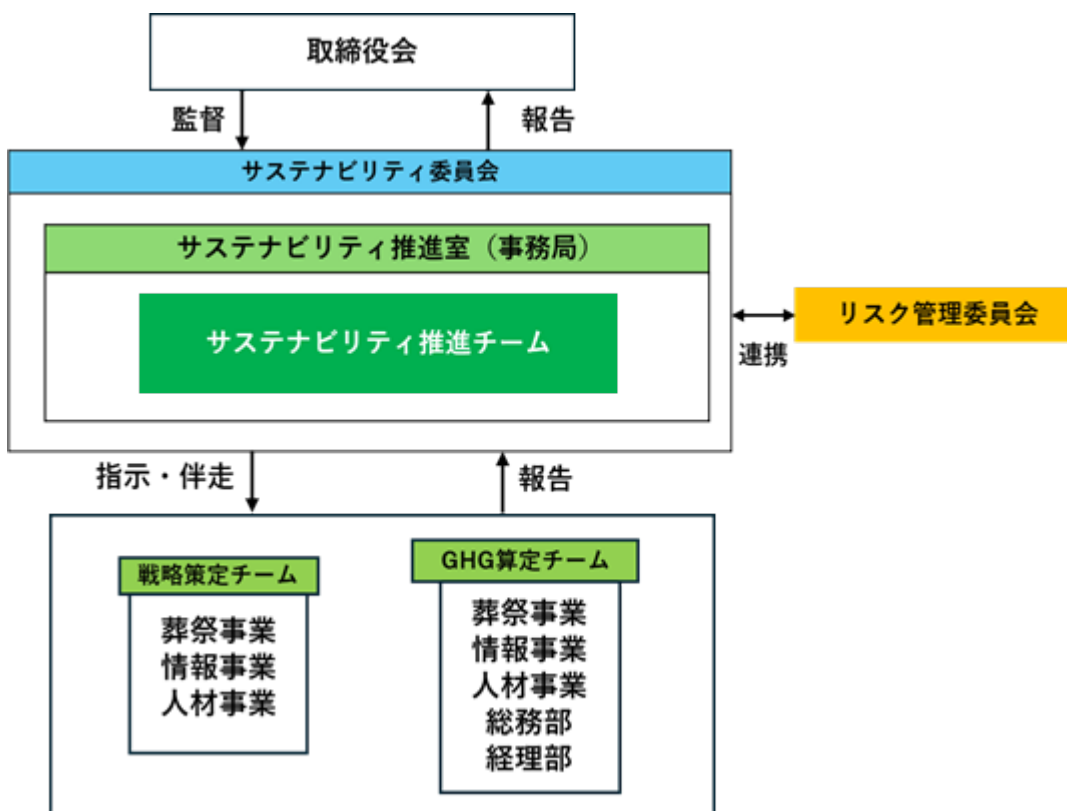 取締役会
監督
報告
サステナビリティ委員会
サステナビリティ推進室（事務局）
サステナビリティ推進チーム
リスク管理委員会
連携
指示・伴走
報告
戦略策定チーム
葬祭事業
情報事業
人材事業
GHG算定チーム
葬祭事業
情報事業
人材事業
総務部
経理部